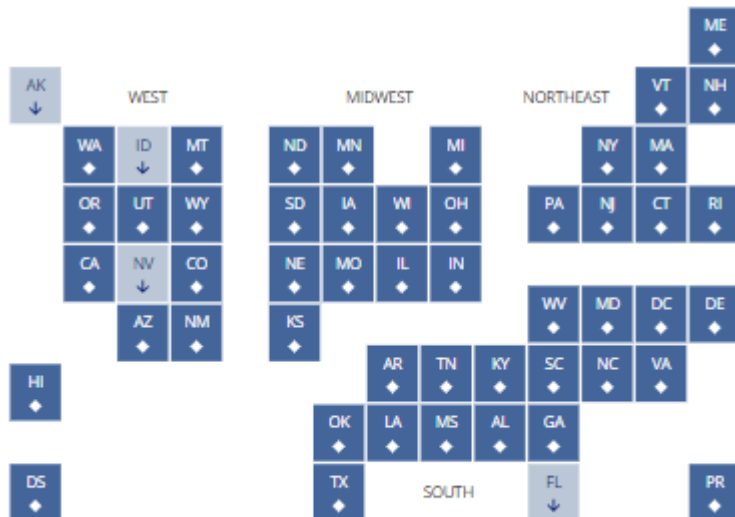 ME
AK WEST MIDWEST NORTHEAST VT NH
WA ID MT ND MN MI NY MA
OR UT WY SD IA WI OH PA NJ CT RI
CA NV CO NE MO IL IN
AZ NM KS WV MD DC DE
HI AR TN KY SC NC VA
OK LA MS AL GA
DS TX SOUTH FL PR